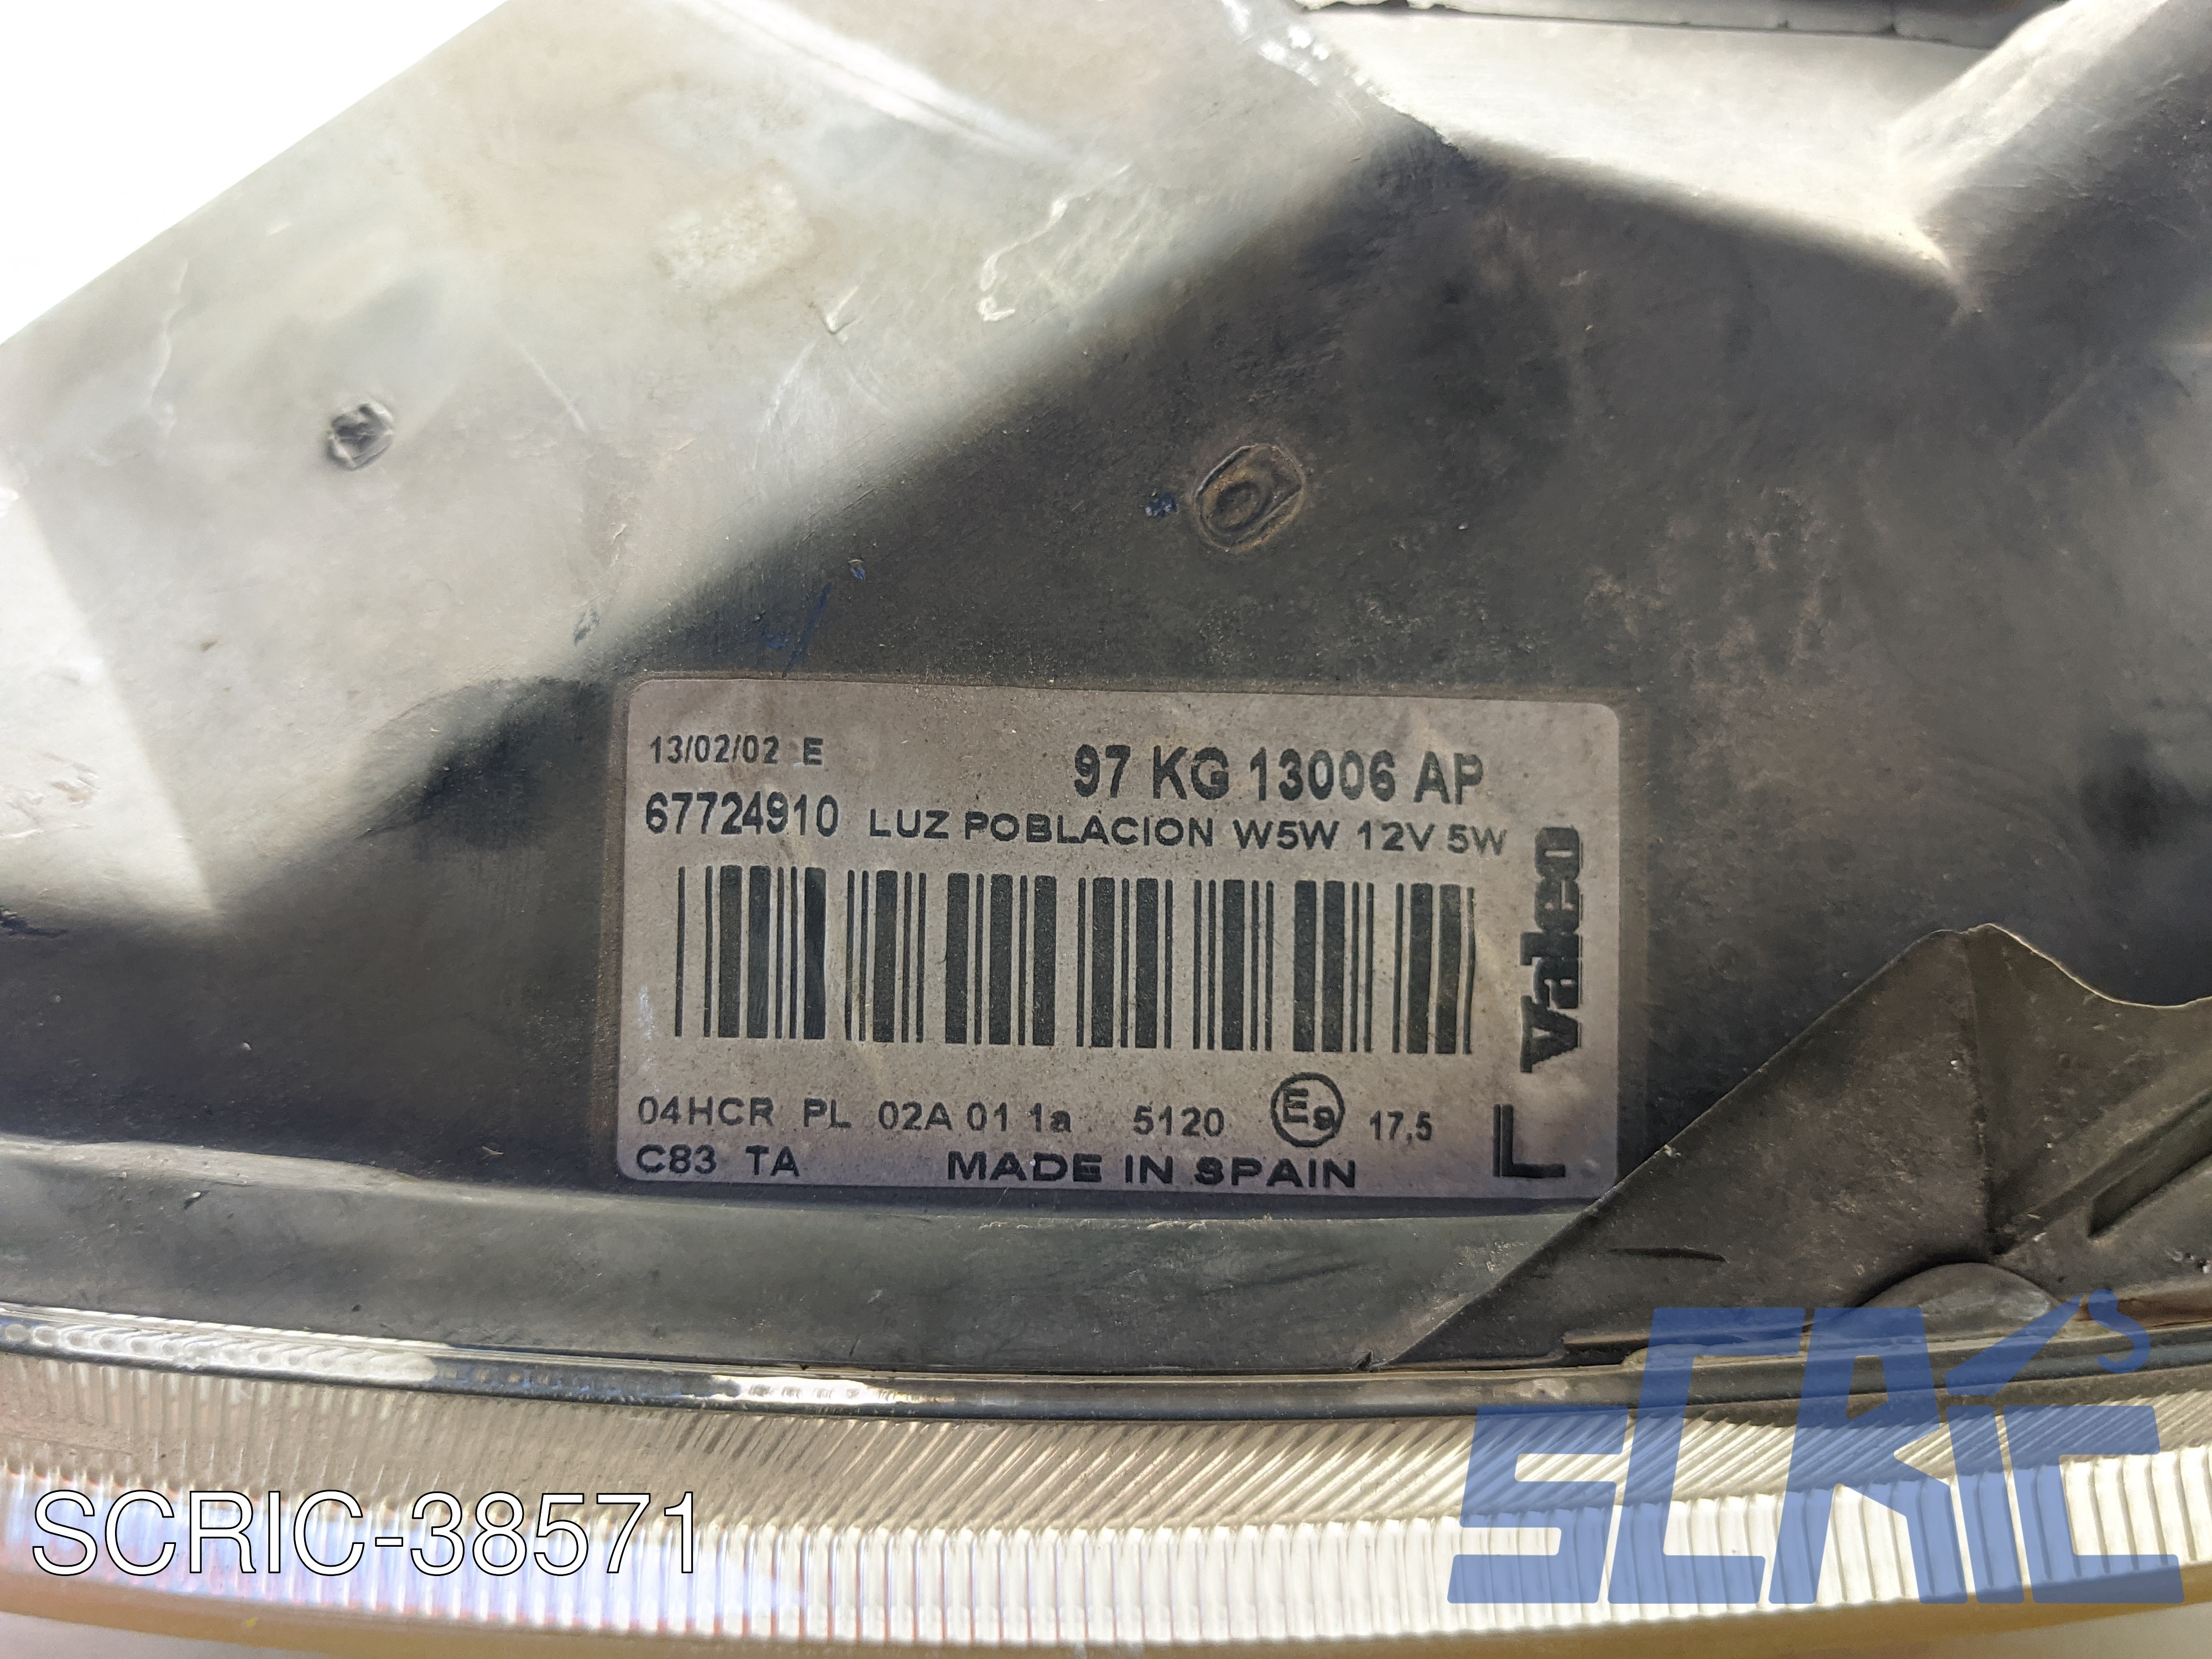 13/02/02 E
97 KG 13006 AP
67724910 LUZ POBLACION W5W 12V 5W
Valeo
04HCR PL 02A 01 1a 5120 E9 17,5
L
C83 TA MADE IN SPAIN
SCRIC-38571
SCRiC's